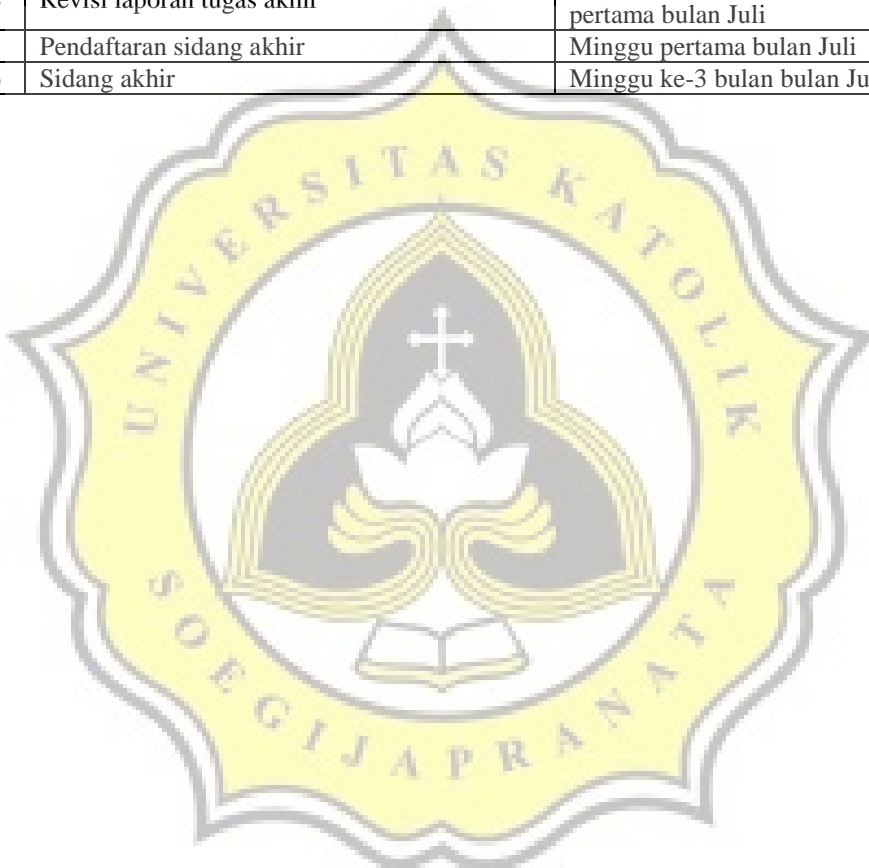 Revisi laporan tugas akhir
pertama bulan Juli
Pendaftaran sidang akhir Minggu pertama bulan Juli
Sidang akhir Minggu ke-3 bulan bulan
UNIVERSITAS KATOLIK
SOEGIJAPRANATA